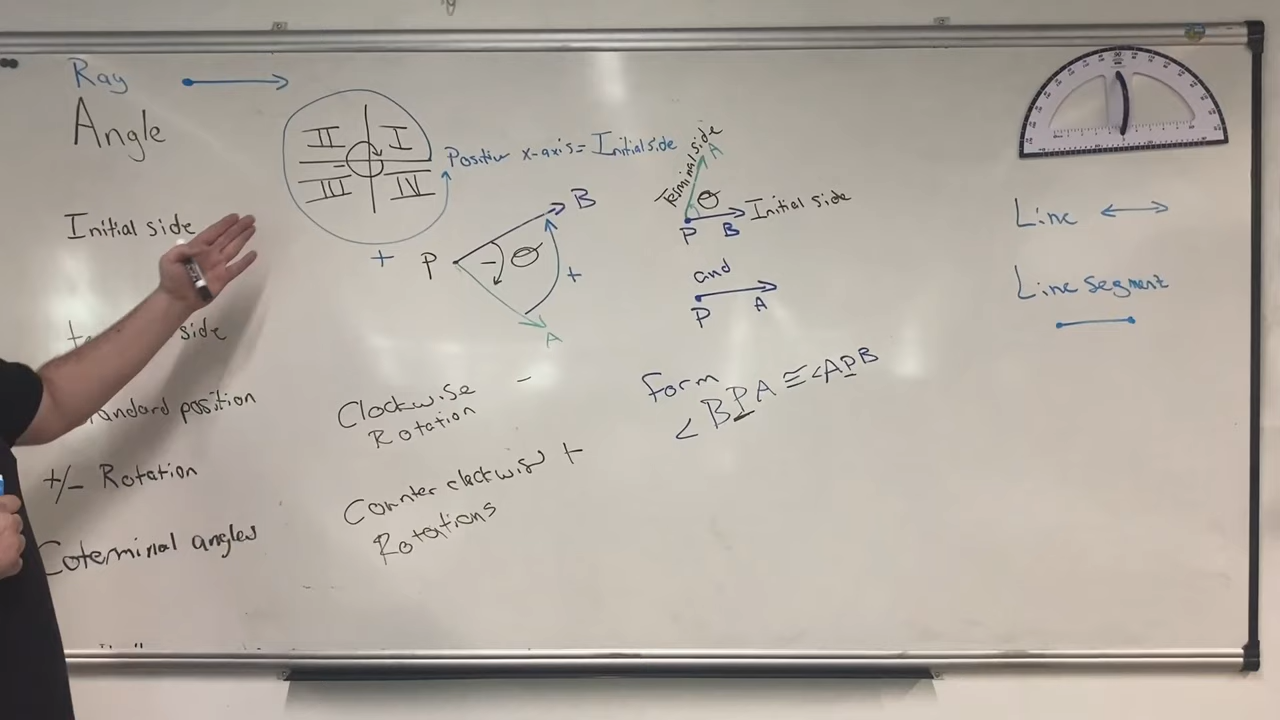 Ray
Angle
Initial side
side
standard position
+/- Rotation
Coterminal angles
II I
III IV
+
Positive x-axis = Initial side
P B
- θ
+
A
Clockwise -
Rotation
Counter clockwise +
Rotations
Terminal side
A
θ
P B Initial side
and
P A
form
< BPA ≅ <APB
Line
Line Segment